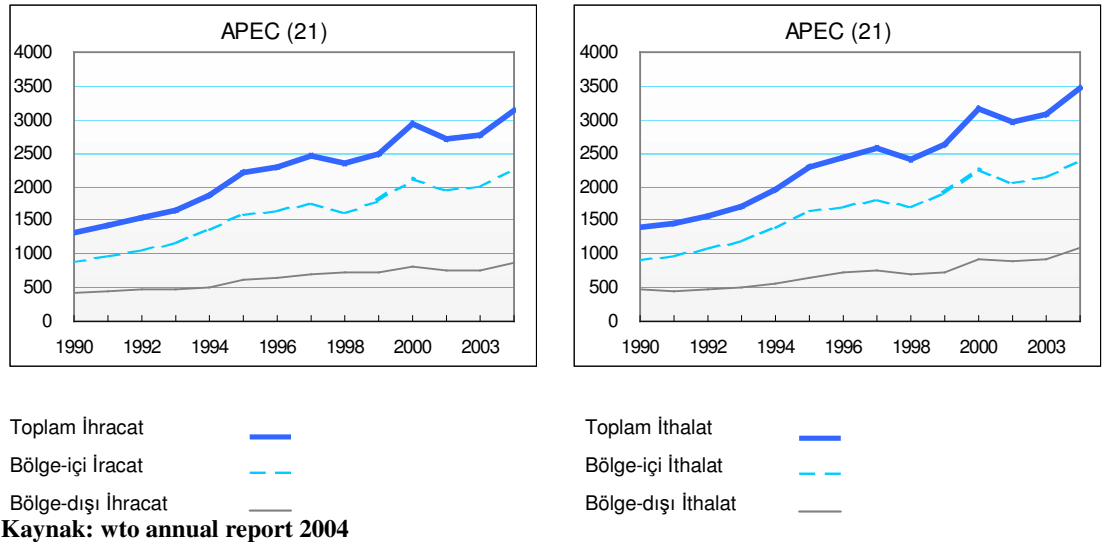 APEC (21)
4000
3500
3000
2500
2000
1500
1000
500
0
1990 1992 1994 1996 1998 2000 2003
Toplam İhracat
Bölge-içi İracat
Bölge-dışı İhracat
APEC (21)
4000
3500
3000
2500
2000
1500
1000
500
0
1990 1992 1994 1996 1998 2000 2003
Toplam İthalat
Bölge-içi İthalat
Bölge-dışı İthalat
Kaynak: wto annual report 2004